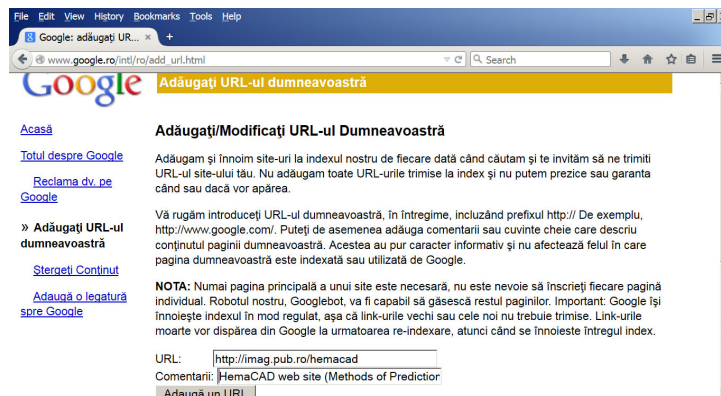 File Edit View History Bookmarks Tools Help
Google: adăugați UR... × +
www.google.ro/intl/ro/add_url.html Search
Google Adăugaţi URL-ul dumneavoastră
Acasă
Totul despre Google
Reclama dv. pe
Google
» Adăugaţi URL-ul
dumneavoastră
Stergeţi Conţinut
Adaugă o legatură
spre Google
Adăugaţi/Modificaţi URL-ul Dumneavoastră
Adăugam şi înnoim site-uri la indexul nostru de fiecare dată când căutam şi te invităm să ne trimiti
URL-ul site-ului tău. Nu adăugam toate URL-urile trimise la index şi nu putem prezice sau garanta
când sau dacă vor apărea.
Vă rugăm introduceţi URL-ul dumneavoastră, în întregime, incluzând prefixul http:// De exemplu,
http://www.google.com/. Puteţi de asemenea adăuga comentarii sau cuvinte cheie care descriu
conţinutul paginii dumneavoastră. Acestea au pur caracter informativ şi nu afectează felul în care
pagina dumneavoastră este indexată sau utilizată de Google.
NOTA: Numai pagina principală a unui site este necesară, nu este nevoie să înscrieţi fiecare pagină
individual. Robotul nostru, Googlebot, va fi capabil să găsescă restul paginilor. Important: Google îşi
înnoieşte indexul în mod regulat, aşa că link-urile vechi sau cele noi nu trebuie trimise. Link-urile
moarte vor dispărea din Google la urmatoarea re-indexare, atunci când se înnoieste întregul index.
URL: http://imag.pub.ro/hemacad
Comentarii: HemaCAD web site (Methods of Prediction
Adaugă un URL